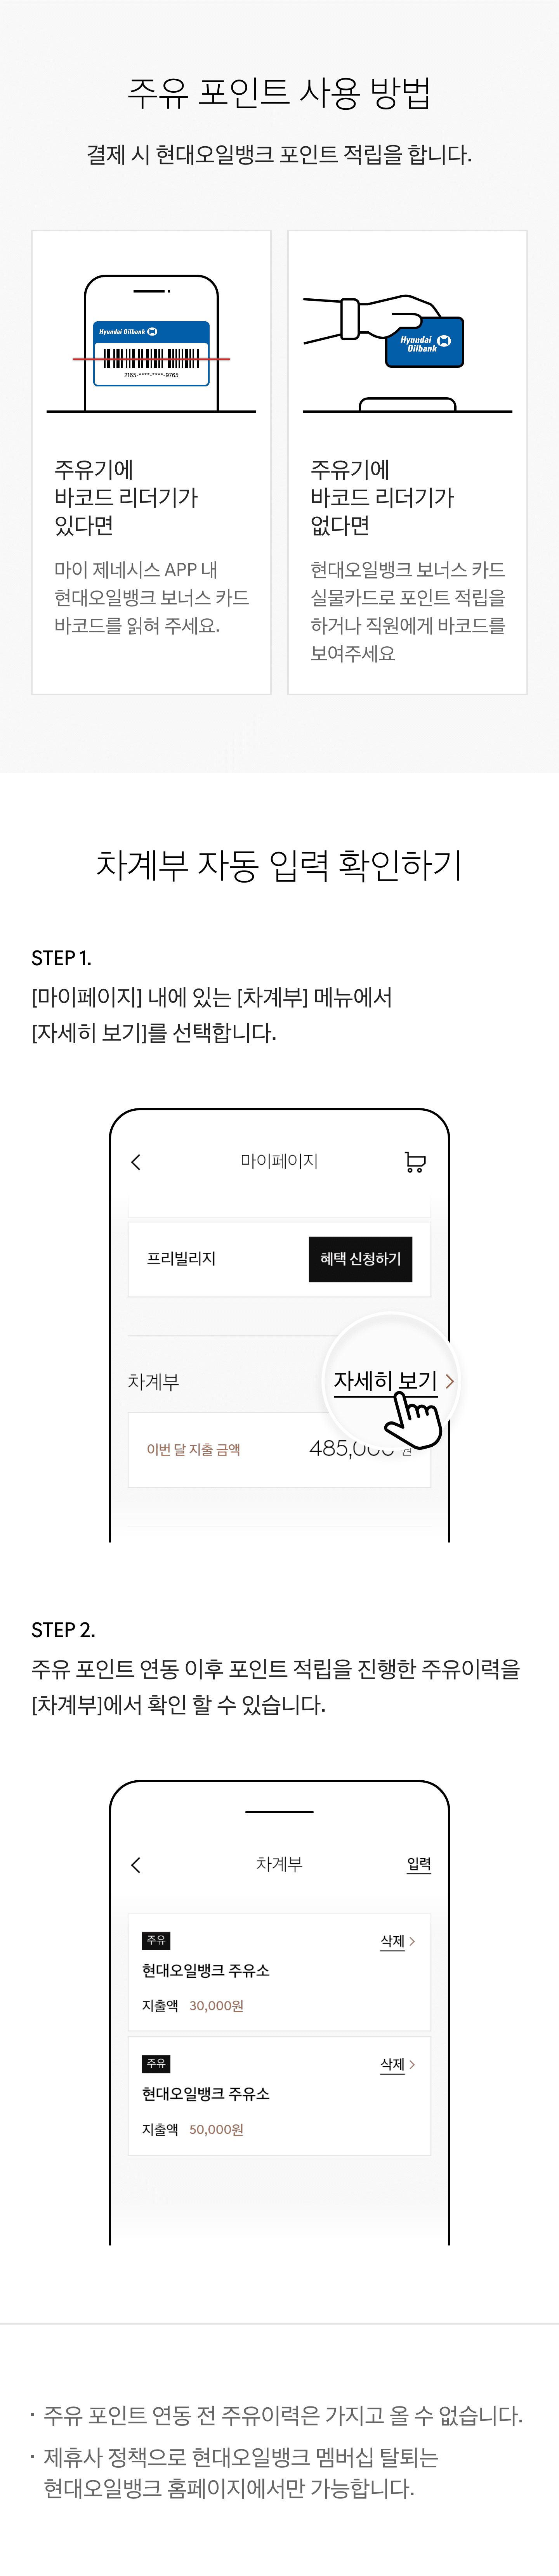 주유 포인트 사용 방법
결제 시 현대오일뱅크 포인트 적립을 합니다.
Hyundai Oilbank
2165-****-****-9765
주유기에
바코드 리더기가
있다면
마이 제네시스 APP 내
현대오일뱅크 보너스 카드
바코드를 읽혀 주세요.
Hyundai
Oilbank
주유기에
바코드 리더기가
없다면
현대오일뱅크 보너스 카드
실물카드로 포인트 적립을
하거나 직원에게 바코드를
보여주세요
차계부 자동 입력 확인하기
STEP 1.
[마이페이지] 내에 있는 [차계부] 메뉴에서
[자세히 보기]를 선택합니다.
마이페이지
프리빌리지 혜택 신청하기
차계부 자세히 보기
이번 달 지출 금액 485,000 원
STEP 2.
주유 포인트 연동 이후 포인트 적립을 진행한 주유이력을
[차계부]에서 확인 할 수 있습니다.
차계부 입력
주유 삭제
현대오일뱅크 주유소
지출액 30,000원
주유 삭제
현대오일뱅크 주유소
지출액 50,000원
· 주유 포인트 연동 전 주유이력은 가지고 올 수 없습니다.
· 제휴사 정책으로 현대오일뱅크 멤버십 탈퇴는
현대오일뱅크 홈페이지에서만 가능합니다.